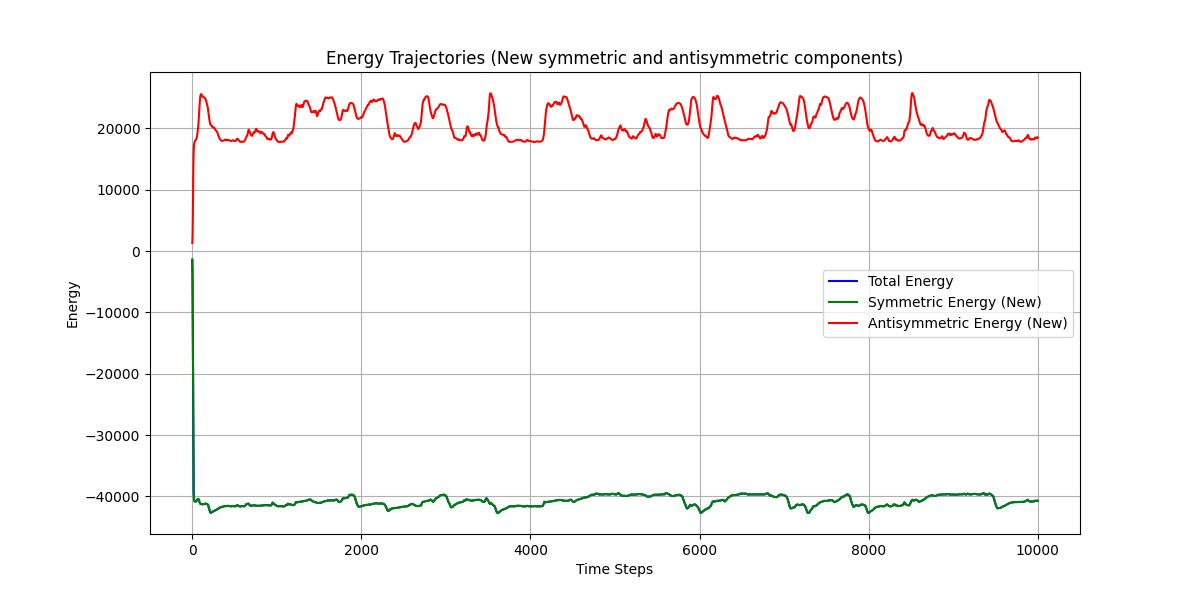 Energy Trajectories (New symmetric and antisymmetric components)
20000
10000
0
−10000
−20000
−30000
−40000
Energy
Total Energy
Symmetric Energy (New)
Antisymmetric Energy (New)
0 2000 4000 6000 8000 10000
Time Steps